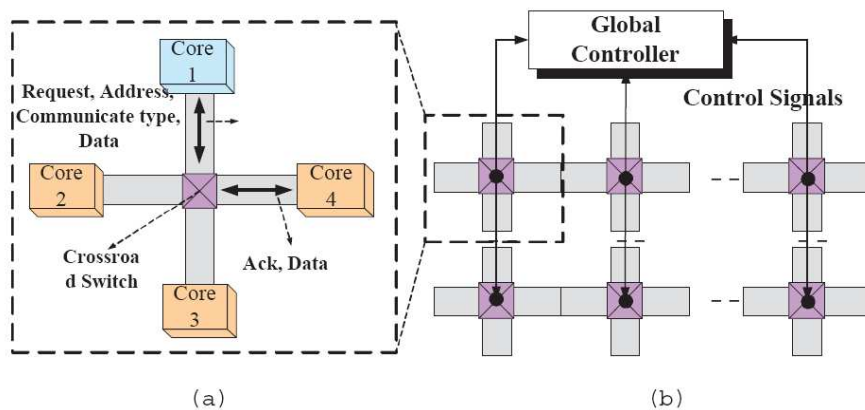 Core
1
Request, Address,
Communicate type,
Data
Core
2
Core
4
Crossroa
d Switch
Ack, Data
Core
3
(a)
Global
Controller
Control Signals
(b)